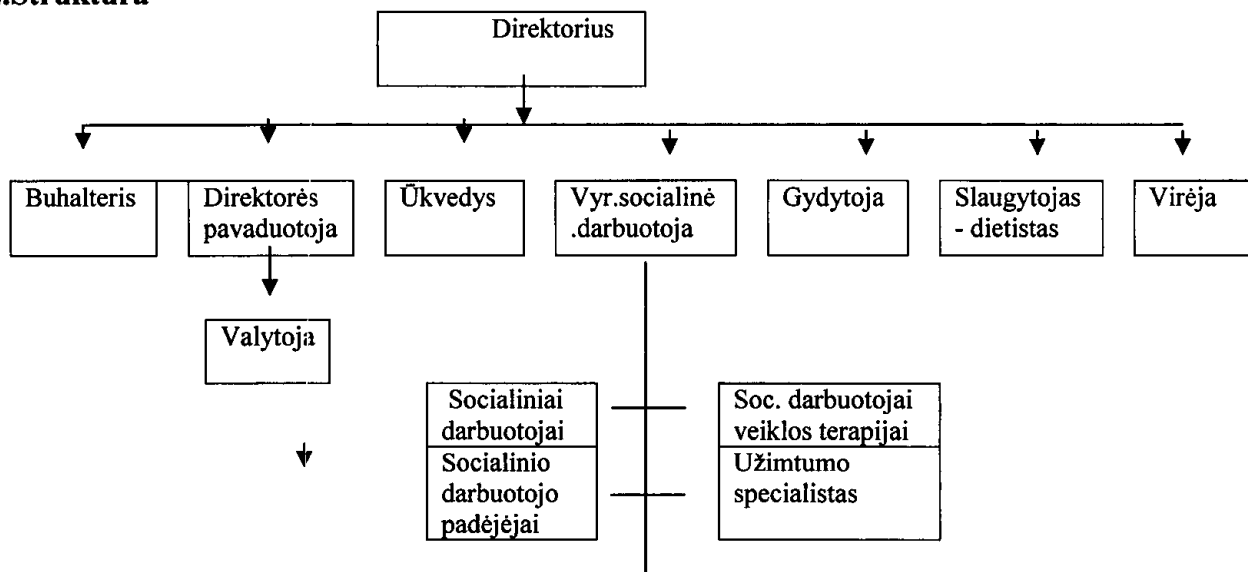 Struktūra
Direktorius
Buhalteris
Direktorės
pavaduotoja
Ūkvedys
Vyr.socialinė
.darbuotoja
Gydytoja
Slaugytojas
- dietistas
Virėja
Valytoja
Socialiniai
darbuotojai
Soc. darbuotojai
veiklos terapijai
Socialinio
darbuotojo
padėjėjai
Užimtumo
specialistas